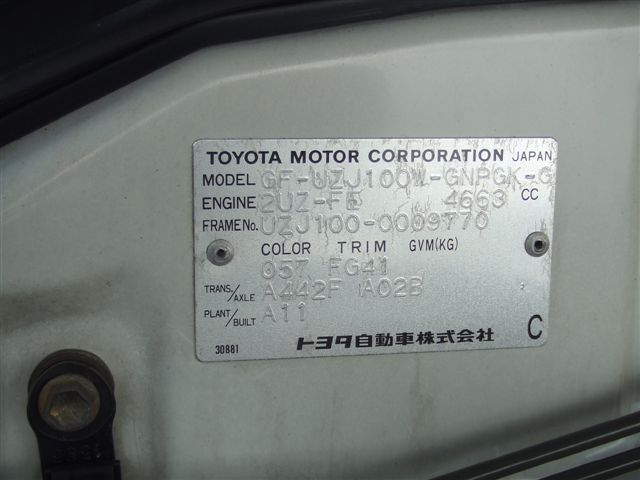 TOYOTA MOTOR CORPORATION JAPAN
MODEL GF-UZJ100W-GNPGK-G
ENGINE 2UZ-FE 4663 CC
FRAME No. UZJ100-0009770
COLOR TRIM GVM(KG)
057 FG41
TRANS./AXLE A442F A02B
PLANT/BUILT A11
30881 トヨタ自動車株式会社 C